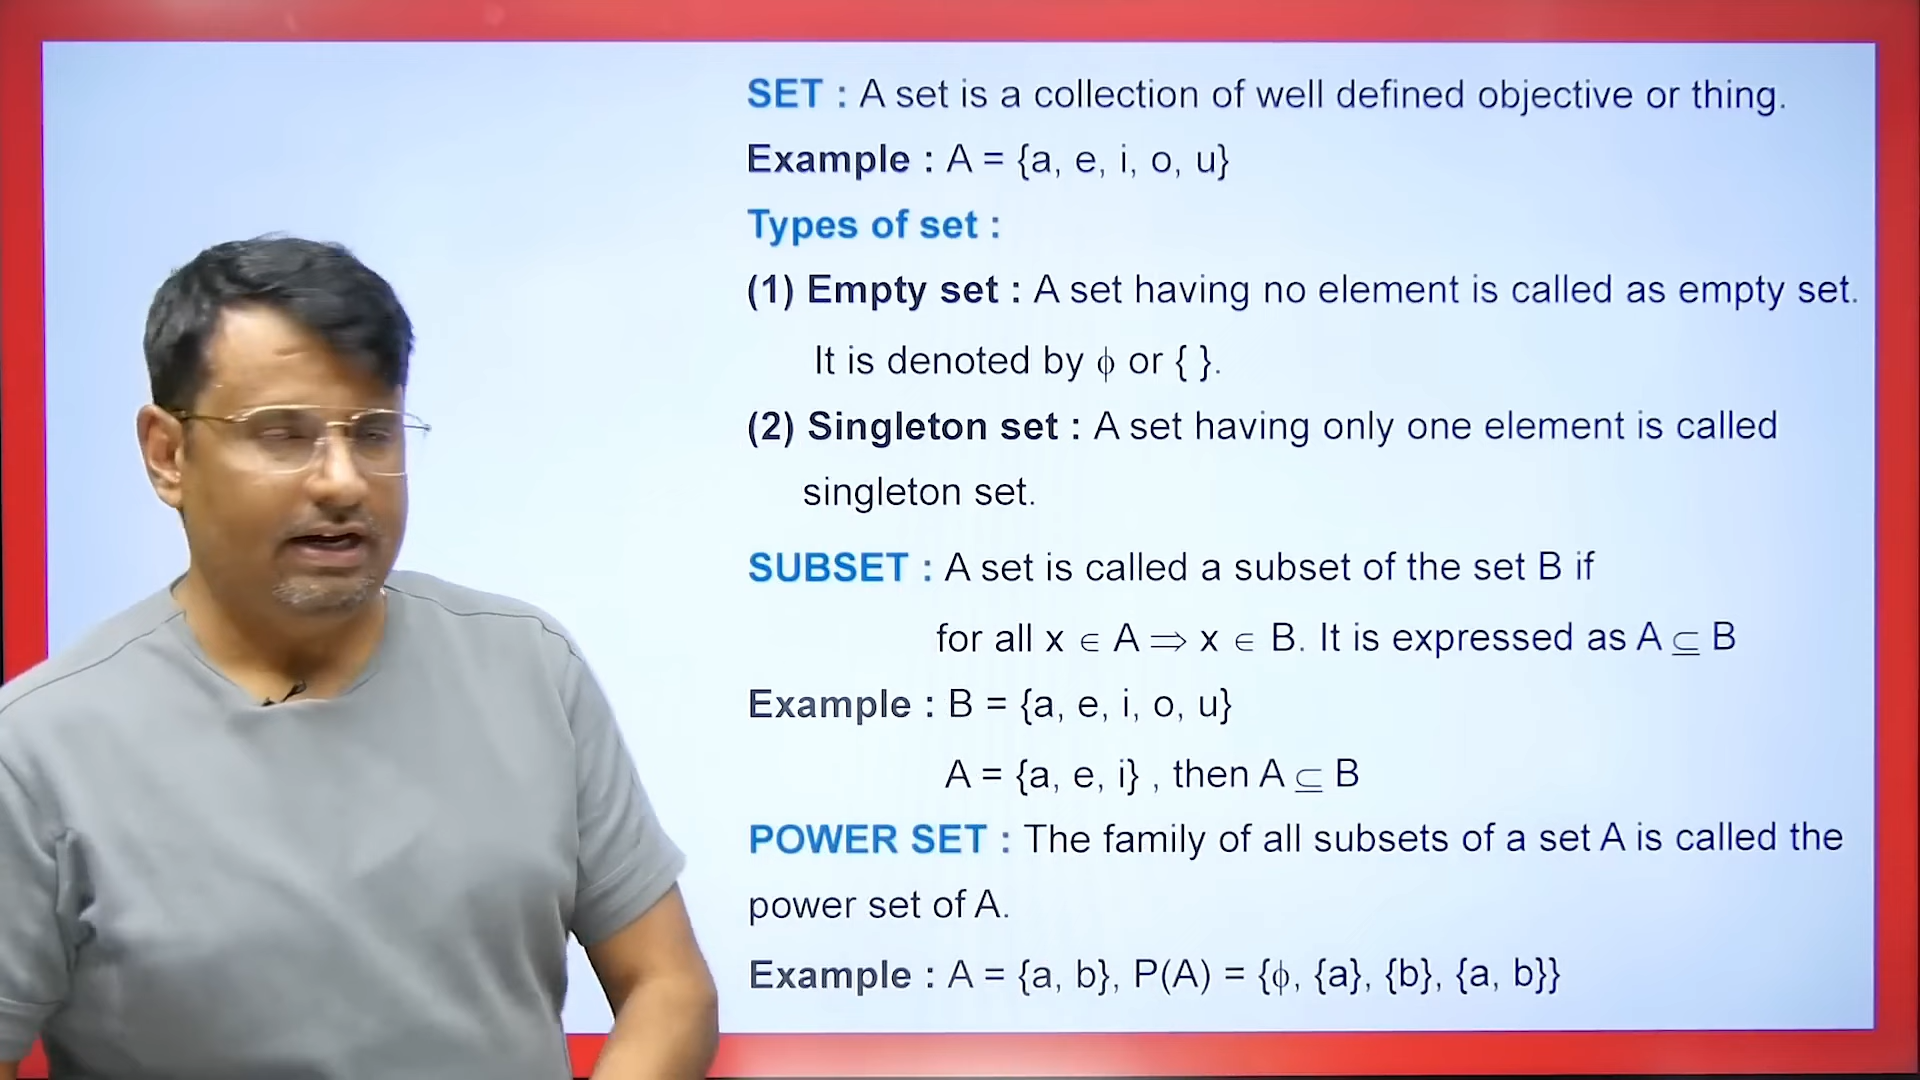 SET : A set is a collection of well defined objective or thing.
Example : A = {a, e, i, o, u}
Types of set :
(1) Empty set : A set having no element is called as empty set.
It is denoted by ϕ or { }.
(2) Singleton set : A set having only one element is called
singleton set.
SUBSET : A set is called a subset of the set B if
for all x ∈ A ⇒ x ∈ B. It is expressed as A ⊆ B
Example : B = {a, e, i, o, u}
A = {a, e, i} , then A ⊆ B
POWER SET : The family of all subsets of a set A is called the
power set of A.
Example : A = {a, b}, P(A) = {ϕ, {a}, {b}, {a, b}}